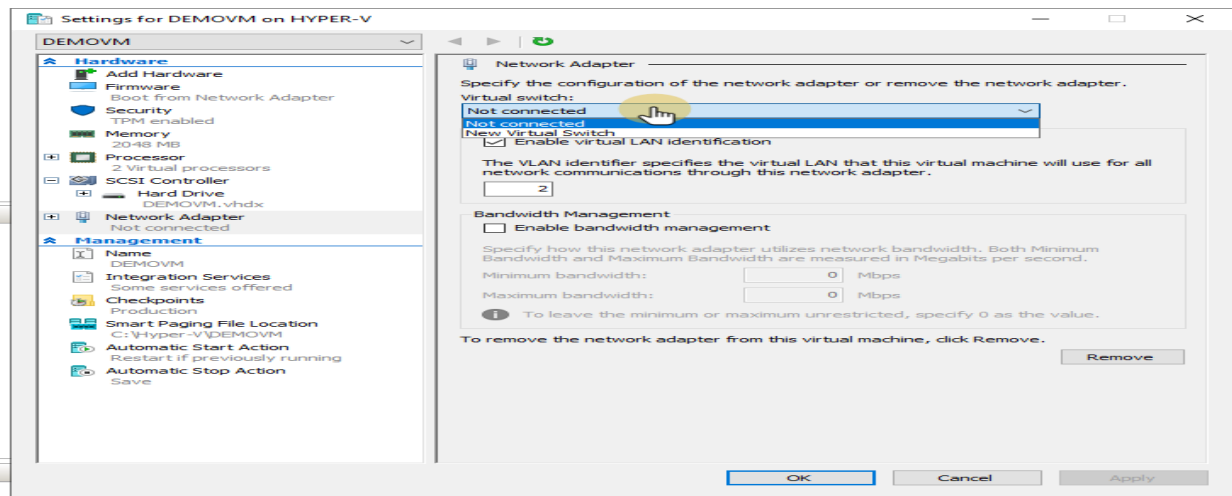 Settings for DEMOVM on HYPER-V
DEMOVM
Hardware
Add Hardware
Firmware
Boot from Network Adapter
Security
TPM enabled
Memory
2048 MB
Processor
2 Virtual processors
SCSI Controller
Hard Drive
DEMOVM.vhdx
Network Adapter
Not connected
Management
Name
DEMOVM
Integration Services
Some services offered
Checkpoints
Production
Smart Paging File Location
C:\Hyper-V\DEMOVM
Automatic Start Action
Restart if previously running
Automatic Stop Action
Save
Network Adapter
Specify the configuration of the network adapter or remove the network adapter.
Virtual switch:
Not connected
Not connected
New Virtual Switch
Enable virtual LAN identification
The VLAN identifier specifies the virtual LAN that this virtual machine will use for all
network communications through this network adapter.
2
Bandwidth Management
Enable bandwidth management
Specify how this network adapter utilizes network bandwidth. Both Minimum
Bandwidth and Maximum Bandwidth are measured in Megabits per second.
Minimum bandwidth: 0 Mbps
Maximum bandwidth: 0 Mbps
To leave the minimum or maximum unrestricted, specify 0 as the value.
To remove the network adapter from this virtual machine, click Remove.
Remove
OK Cancel Apply